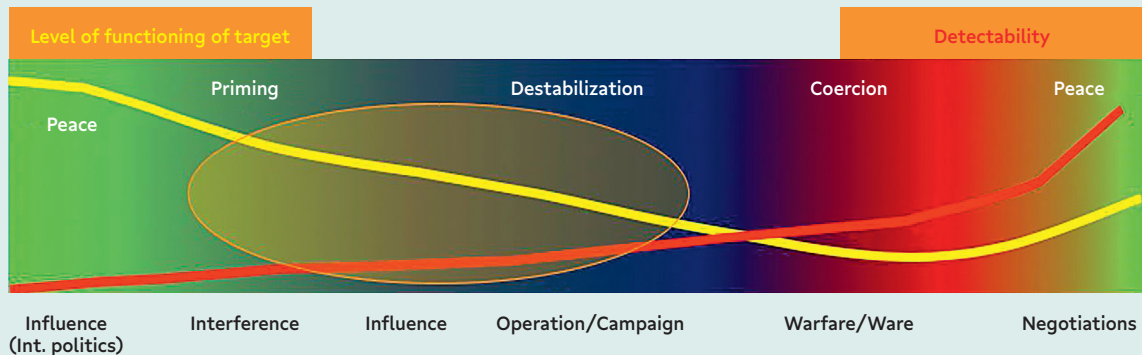 Level of functioning of target
Detectability
Priming
Destabilization
Coercion
Peace
Peace
Influence
(Int. politics)
Interference
Influence
Operation/Campaign
Warfare/Ware
Negotiations